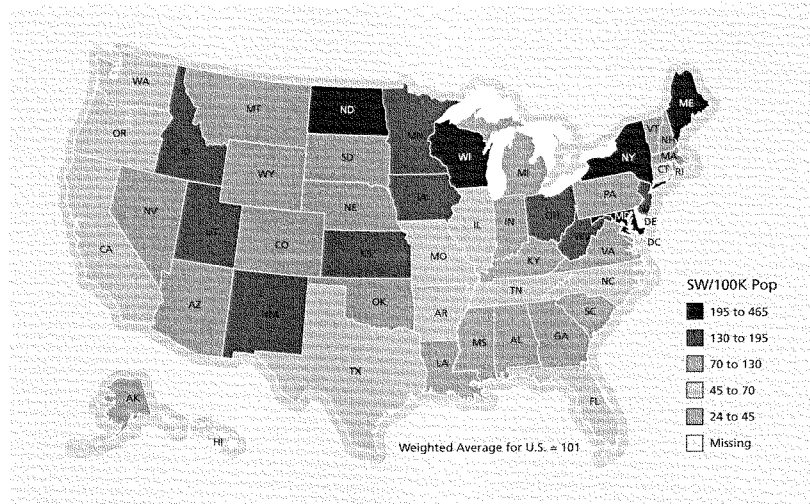 WA
ME
MT
ND
MN
VT
OR
NH
ID
WI
NY
MA
SD
MI
CT
RI
WY
PA
IA
NE
NV
OH
MD
DE
IL
IN
DC
CO
WV
VA
CA
KS
MO
KY
NC
TN
AZ
OK
AR
SC
MS
AL
GA
LA
TX
FL
AK
HI
SW/100K Pop
195 to 465
130 to 195
70 to 130
45 to 70
24 to 45
Missing
Weighted Average for U.S. = 101